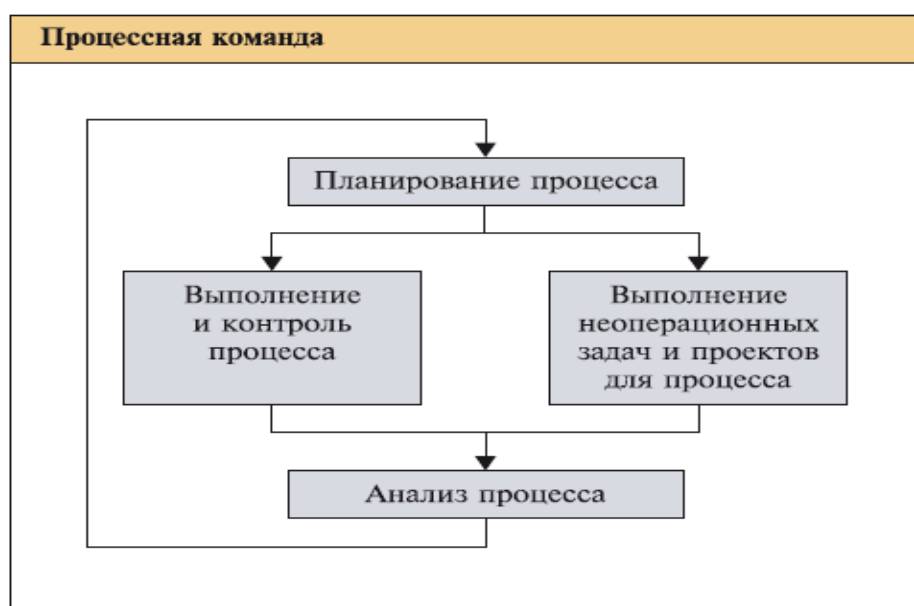 Процессная команда
Планирование процесса
Выполнение
и контроль
процесса
Выполнение
неоперационных
задач и проектов
для процесса
Анализ процесса